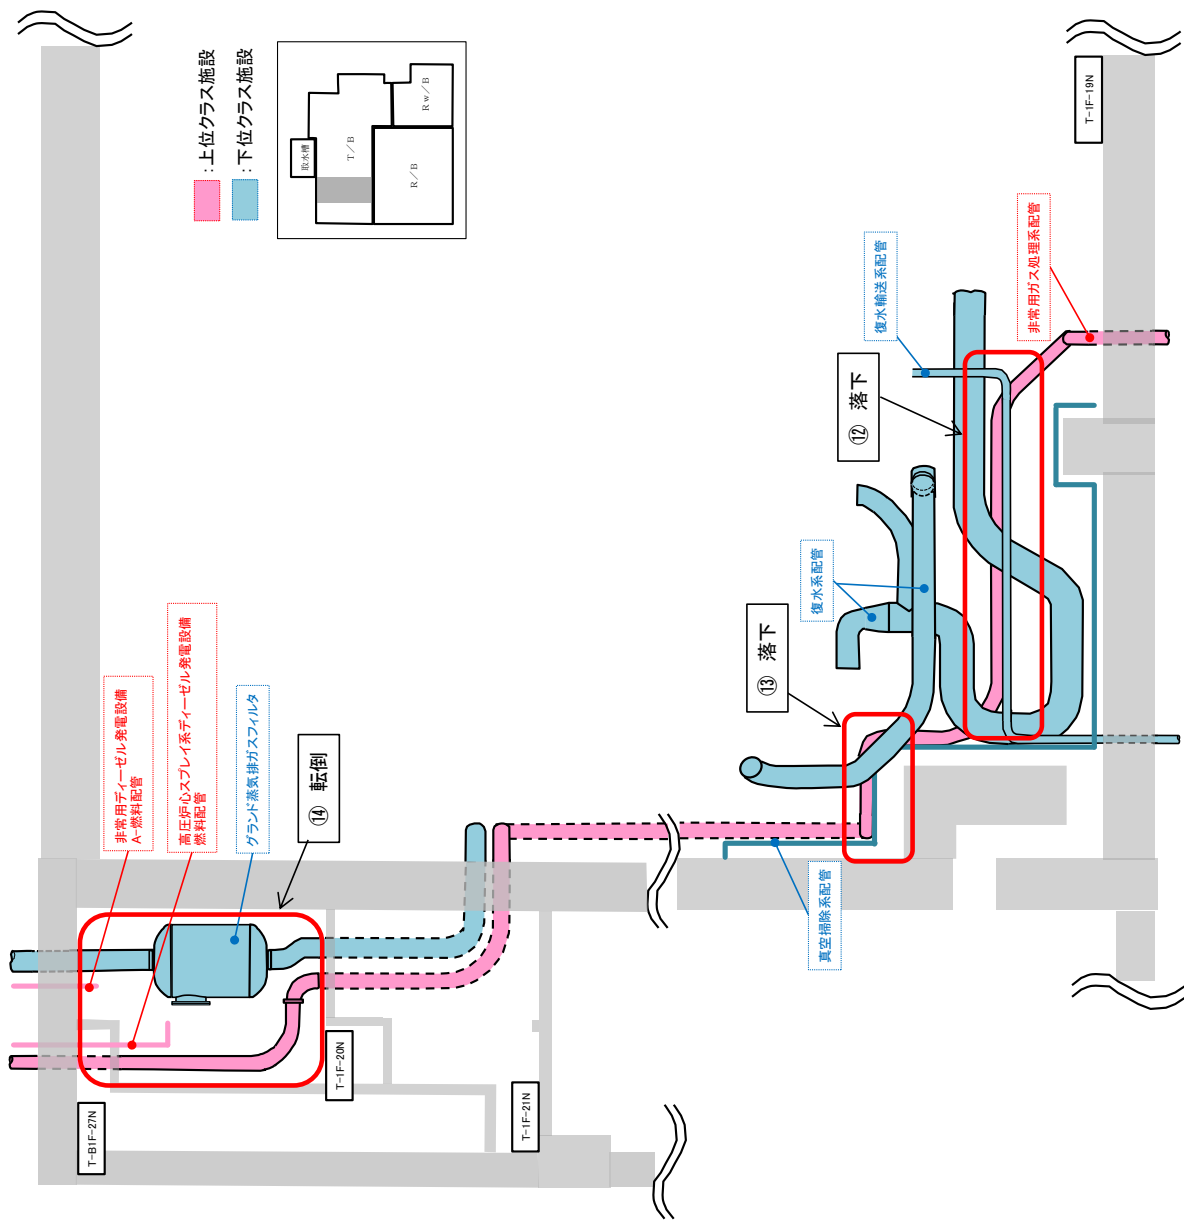 ：上位クラス施設
：下位クラス施設
取水槽
T／B
R／B
Rw／B
T-1F-19N
復水輸送系配管
非常用ガス処理系配管
⑫ 落下
復水系配管
⑬ 落下
真空掃除系配管
非常用ディーゼル発電設備
A-燃料配管
高圧炉心スプレイ系ディーゼル発電設備
燃料配管
グランド蒸気排ガスフィルタ
⑭ 転倒
T-B1F-27N
T-1F-20N
T-1F-21N